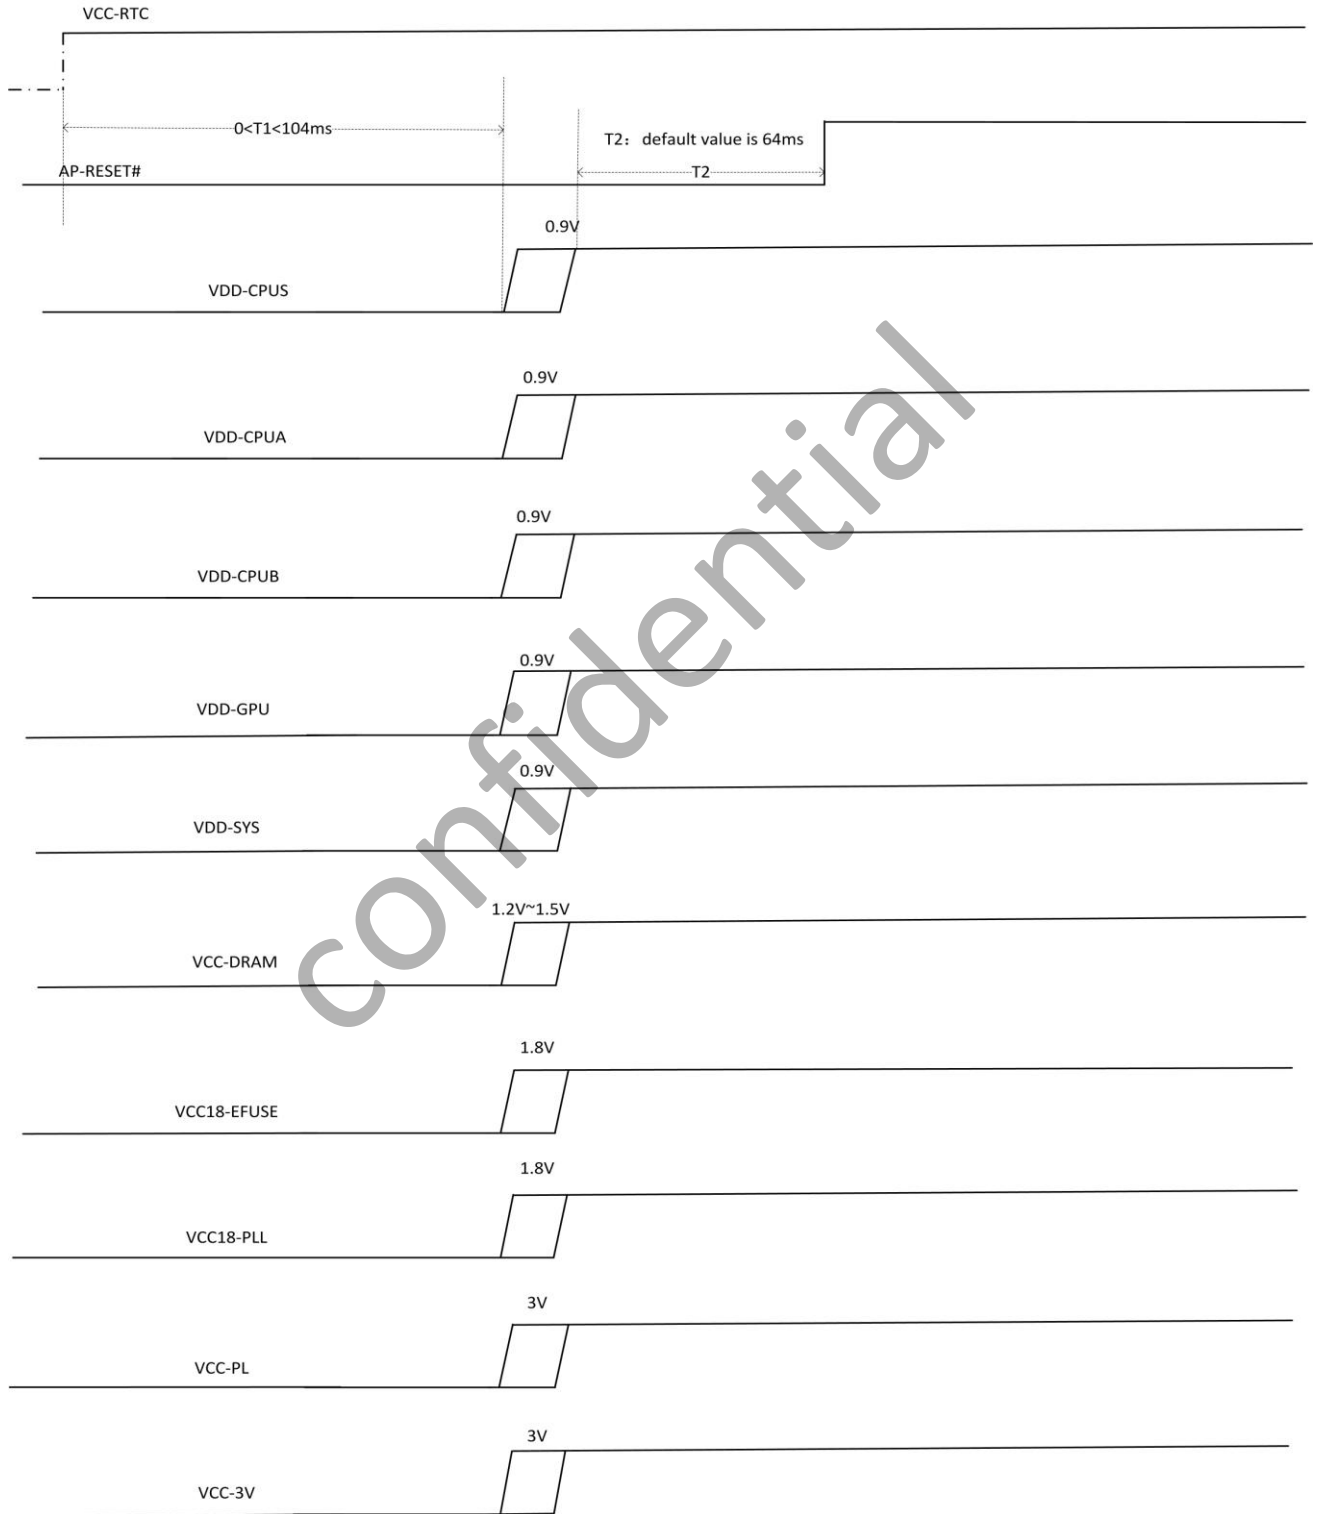 VCC-RTC
0<T1<104ms
T2： default value is 64ms
AP-RESET#
T2
0.9V
VDD-CPUS
0.9V
VDD-CPUA
0.9V
VDD-CPUB
0.9V
VDD-GPU
0.9V
VDD-SYS
1.2V~1.5V
VCC-DRAM
1.8V
VCC18-EFUSE
1.8V
VCC18-PLL
3V
VCC-PL
3V
VCC-3V
confidential